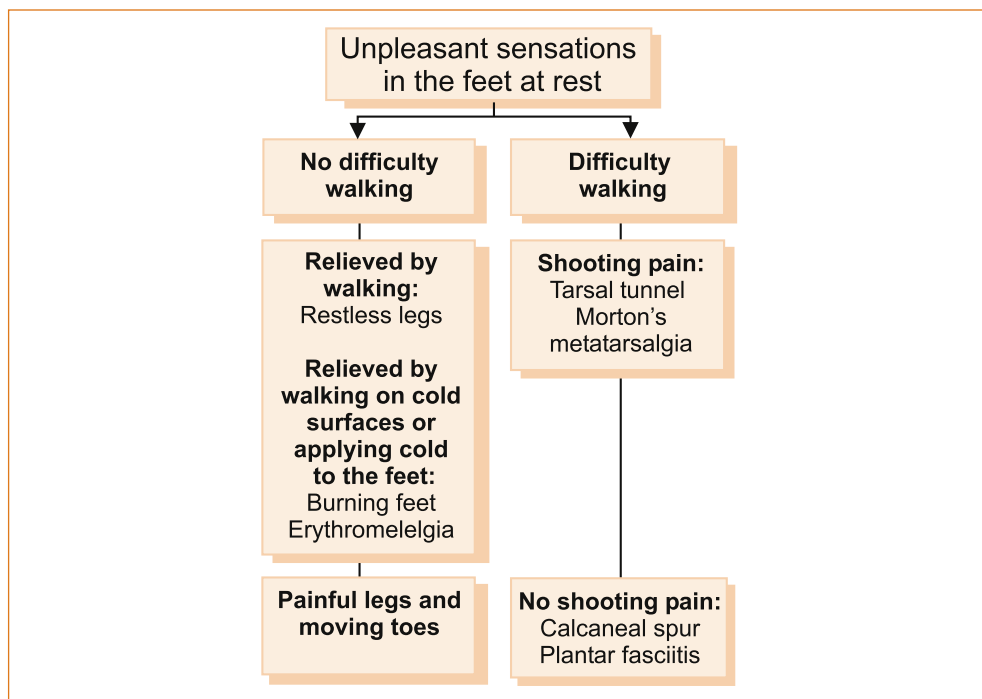 Unpleasant sensations
in the feet at rest
No difficulty
walking
Difficulty
walking
Relieved by
walking:
Restless legs
Relieved by
walking on cold
surfaces or
applying cold
to the feet:
Burning feet
Erythromelelgia
Painful legs and
moving toes
Shooting pain:
Tarsal tunnel
Morton’s
metatarsalgia
No shooting pain:
Calcaneal spur
Plantar fasciitis